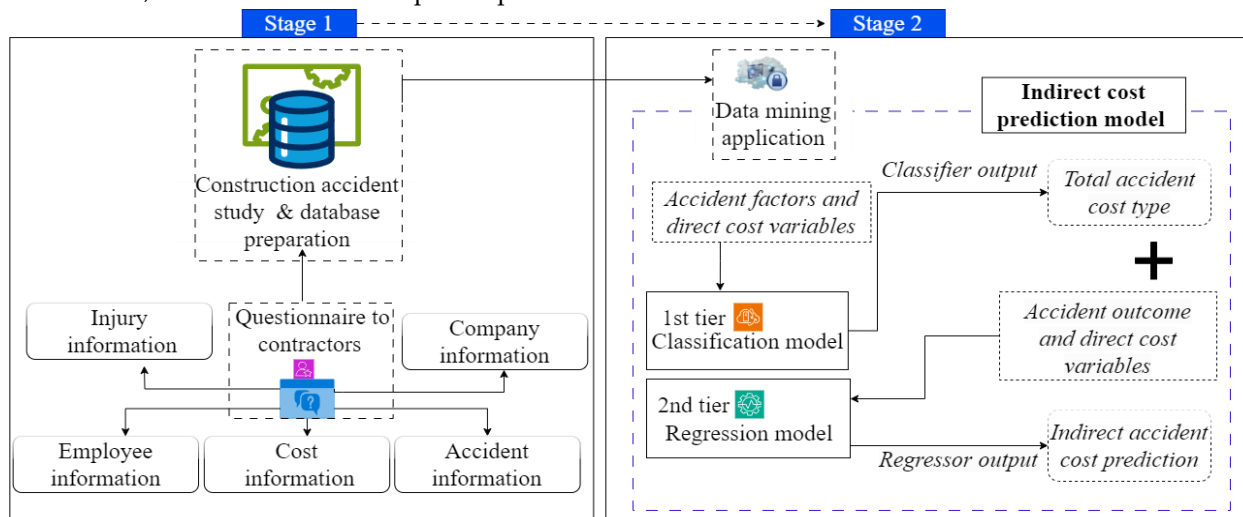 Stage 1
Stage 2
Construction accident
study & database
preparation
Questionnaire to
contractors
Injury
information
Company
information
Employee
information
Cost
information
Accident
information
Data mining
application
Indirect cost
prediction model
Accident factors and
direct cost variables
Classifier output
Total accident
cost type
+
1st tier
Classification model
Accident outcome
and direct cost
variables
2nd tier
Regression model
Regressor output
Indirect accident
cost prediction